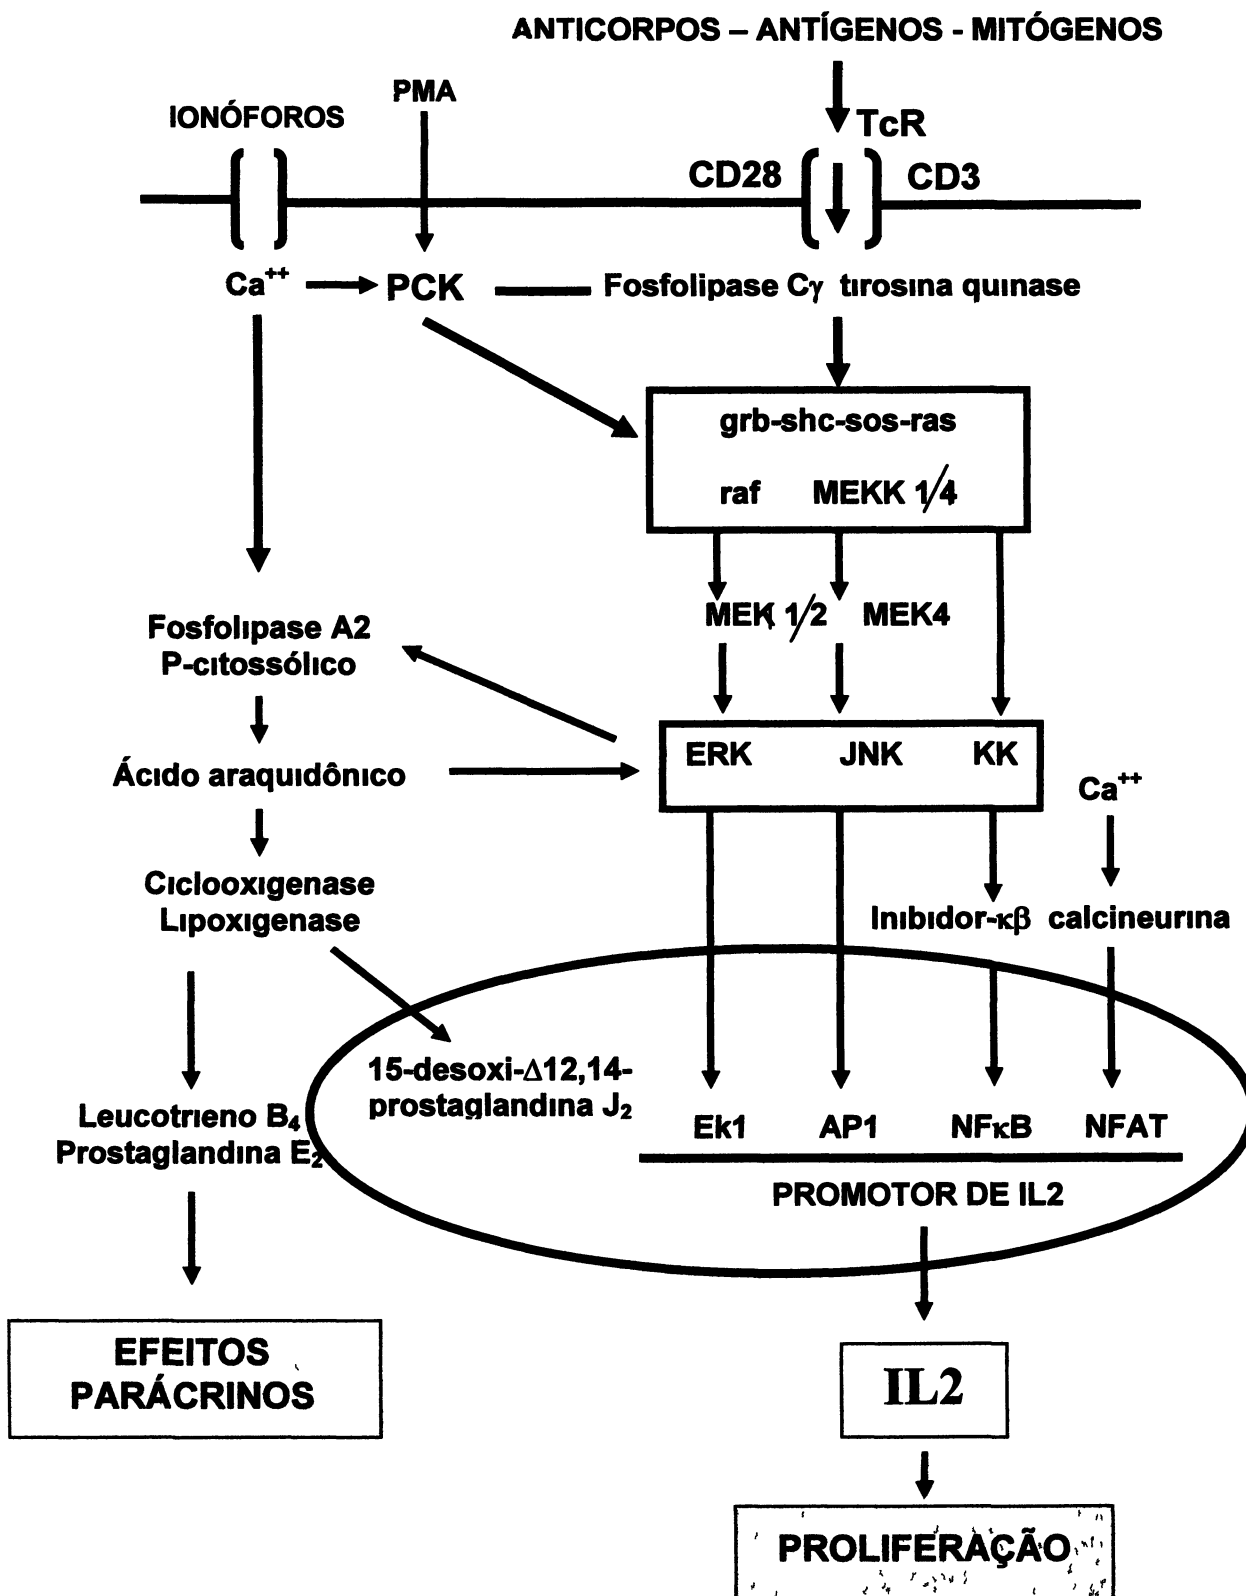 ANTICORPOS – ANTÍGENOS - MITÓGENOS
PMA
IONÓFOROS
TcR
CD28
CD3
Ca++
PCK
Fosfolipase Cγ tirosina quinase
grb-shc-sos-ras
raf MEKK 1/4
MEK 1/2
MEK4
Fosfolipase A2
P-citossólico
ERK JNK KK
Ácido araquidônico
Ca++
Ciclooxigenase
Lipoxigenase
Inibidor-κβ calcineurina
15-desoxi-Δ12,14-
prostaglandina J2
Leucotrieno B4
Prostaglandina E2
Ek1 AP1 NFκB NFAT
PROMOTOR DE IL2
EFEITOS
PARÁCRINOS
IL2
PROLIFERAÇÃO